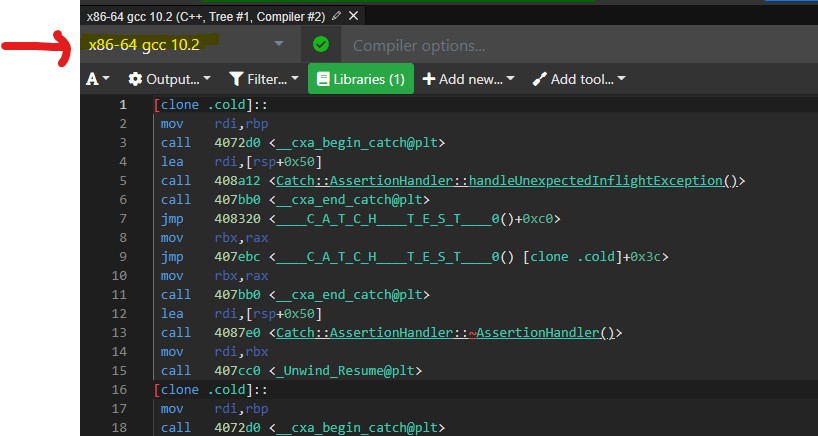 x86-64 gcc 10.2 (C++, Tree #1, Compiler #2)
x86-64 gcc 10.2 Compiler options...
A Output... Filter... Libraries (1) Add new... Add tool...
1 [clone .cold]::
2 mov rdi,rbp
3 call 4072d0 <__cxa_begin_catch@plt>
4 lea rdi,[rsp+0x50]
5 call 408a12 <Catch::AssertionHandler::handleUnexpectedInflightException()>
6 call 407bb0 <__cxa_end_catch@plt>
7 jmp 408320 <____C_A_T_C_H____T_E_S_T____0()+0xc0>
8 mov rbx,rax
9 jmp 407ebc <____C_A_T_C_H____T_E_S_T____0() [clone .cold]+0x3c>
10 mov rbx,rax
11 call 407bb0 <__cxa_end_catch@plt>
12 lea rdi,[rsp+0x50]
13 call 4087e0 <Catch::AssertionHandler::~AssertionHandler()>
14 mov rdi,rbx
15 call 407cc0 <_Unwind_Resume@plt>
16 [clone .cold]::
17 mov rdi,rbp
18 call 4072d0 <__cxa_begin_catch@plt>